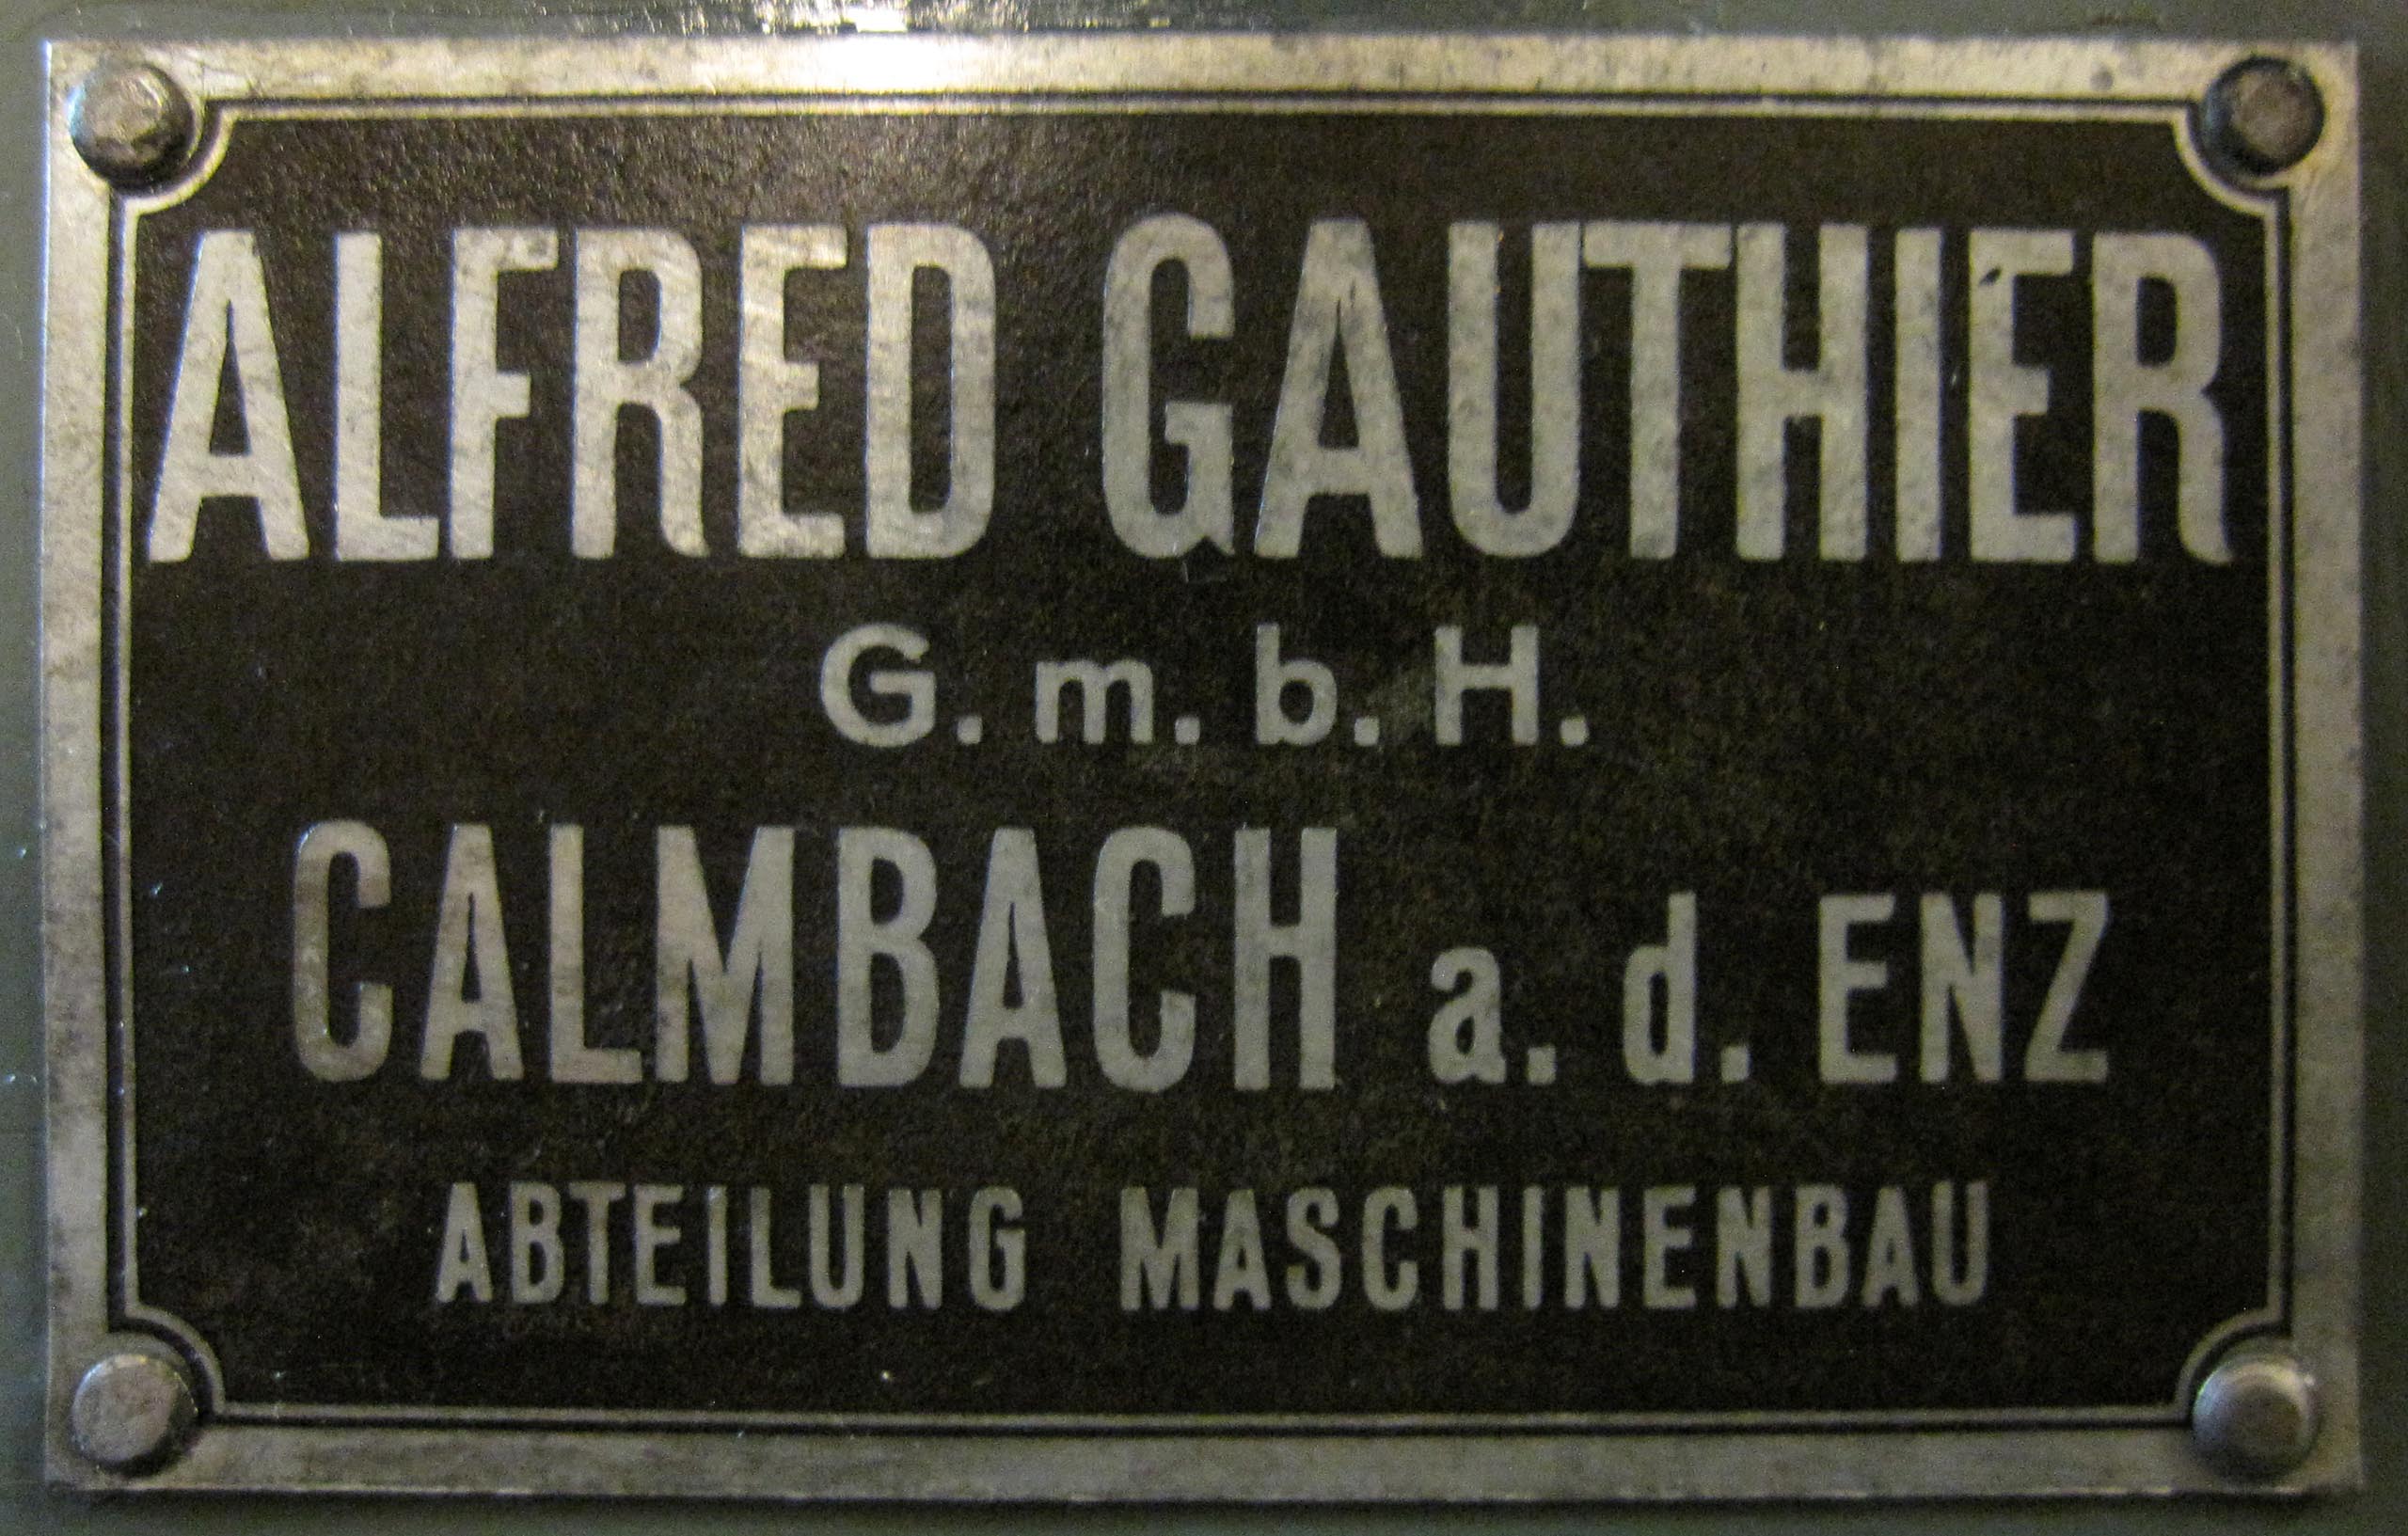 ALFRED GAUTHIER
G. m. b. H.
CALMBACH a. d. ENZ
ABTEILUNG MASCHINENBAU